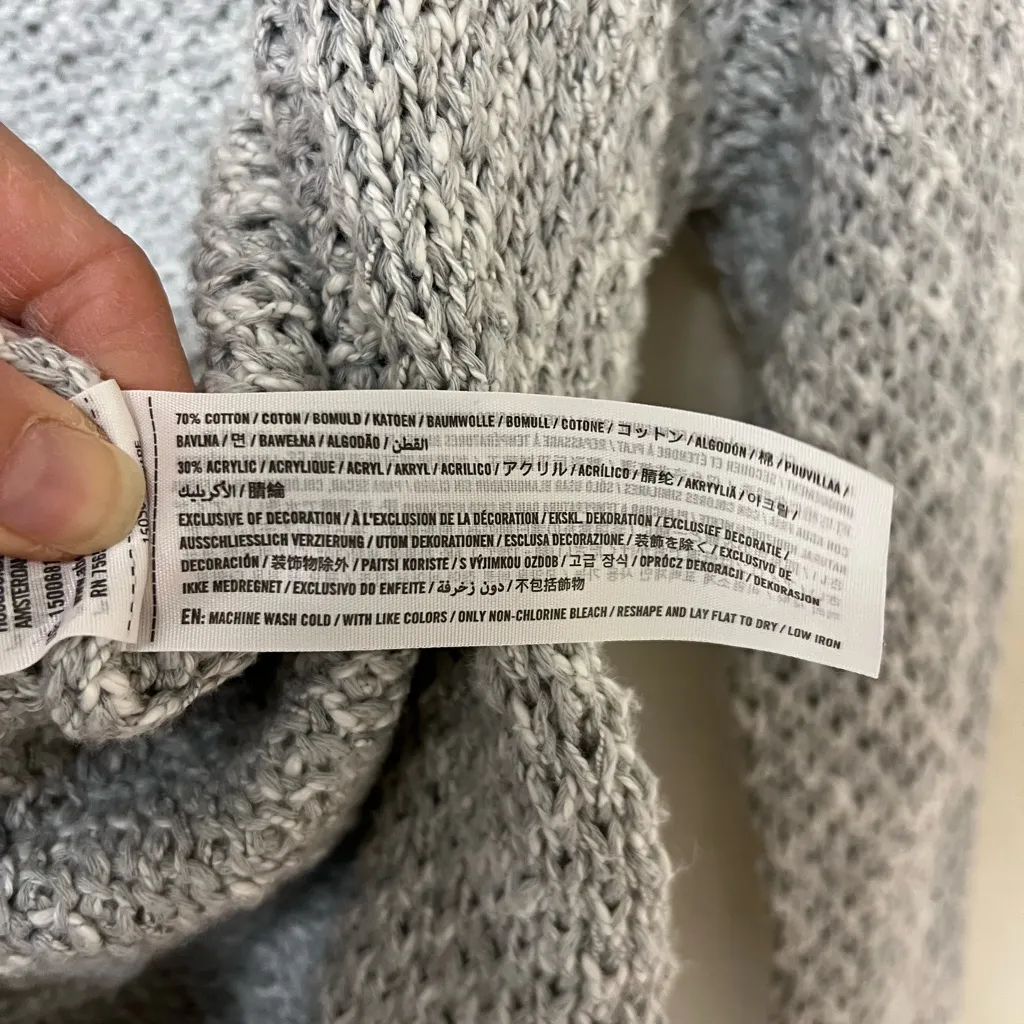 70% COTTON / COTON / BOMULD / KATOEN / BAUMWOLLE / BOMULL / COTONE / コットン / ALGODÓN / 棉 / PUUVILLAA /
BAVLNA / 면 / BAWEŁNA / ALGODÃO / القطن
30% ACRYLIC / ACRYLIQUE / ACRYL / AKRYL / ACRILICO / アクリル / ACRÍLICO / 腈纶 / AKRYYLIÄ / 아크릴 /
الأكريليك / 腈綸
EXCLUSIVE OF DECORATION / À L'EXCLUSION DE LA DÉCORATION / EKSKL. DEKORATION / EXCLUSIEF DECORATIE /
AUSSCHLIESSLICH VERZIERUNG / UTOM DEKORATIONEN / ESCLUSA DECORAZIONE / 装飾を除く / EXCLUSIVO DE
DECORACIÓN / 装饰物除外 / PAITSI KORISTE / S VÝJIMKOU OZDOB / 고급 장식 / OPRÓCZ DEKORACJI / DEKORASJON
IKKE MEDREGNET / EXCLUSIVO DO ENFEITE / دون زخرفة / 不包括飾物
EN: MACHINE WASH COLD / WITH LIKE COLORS / ONLY NON-CHLORINE BLEACH / RESHAPE AND LAY FLAT TO DRY / LOW IRON
AMSTERDAM
RN 756